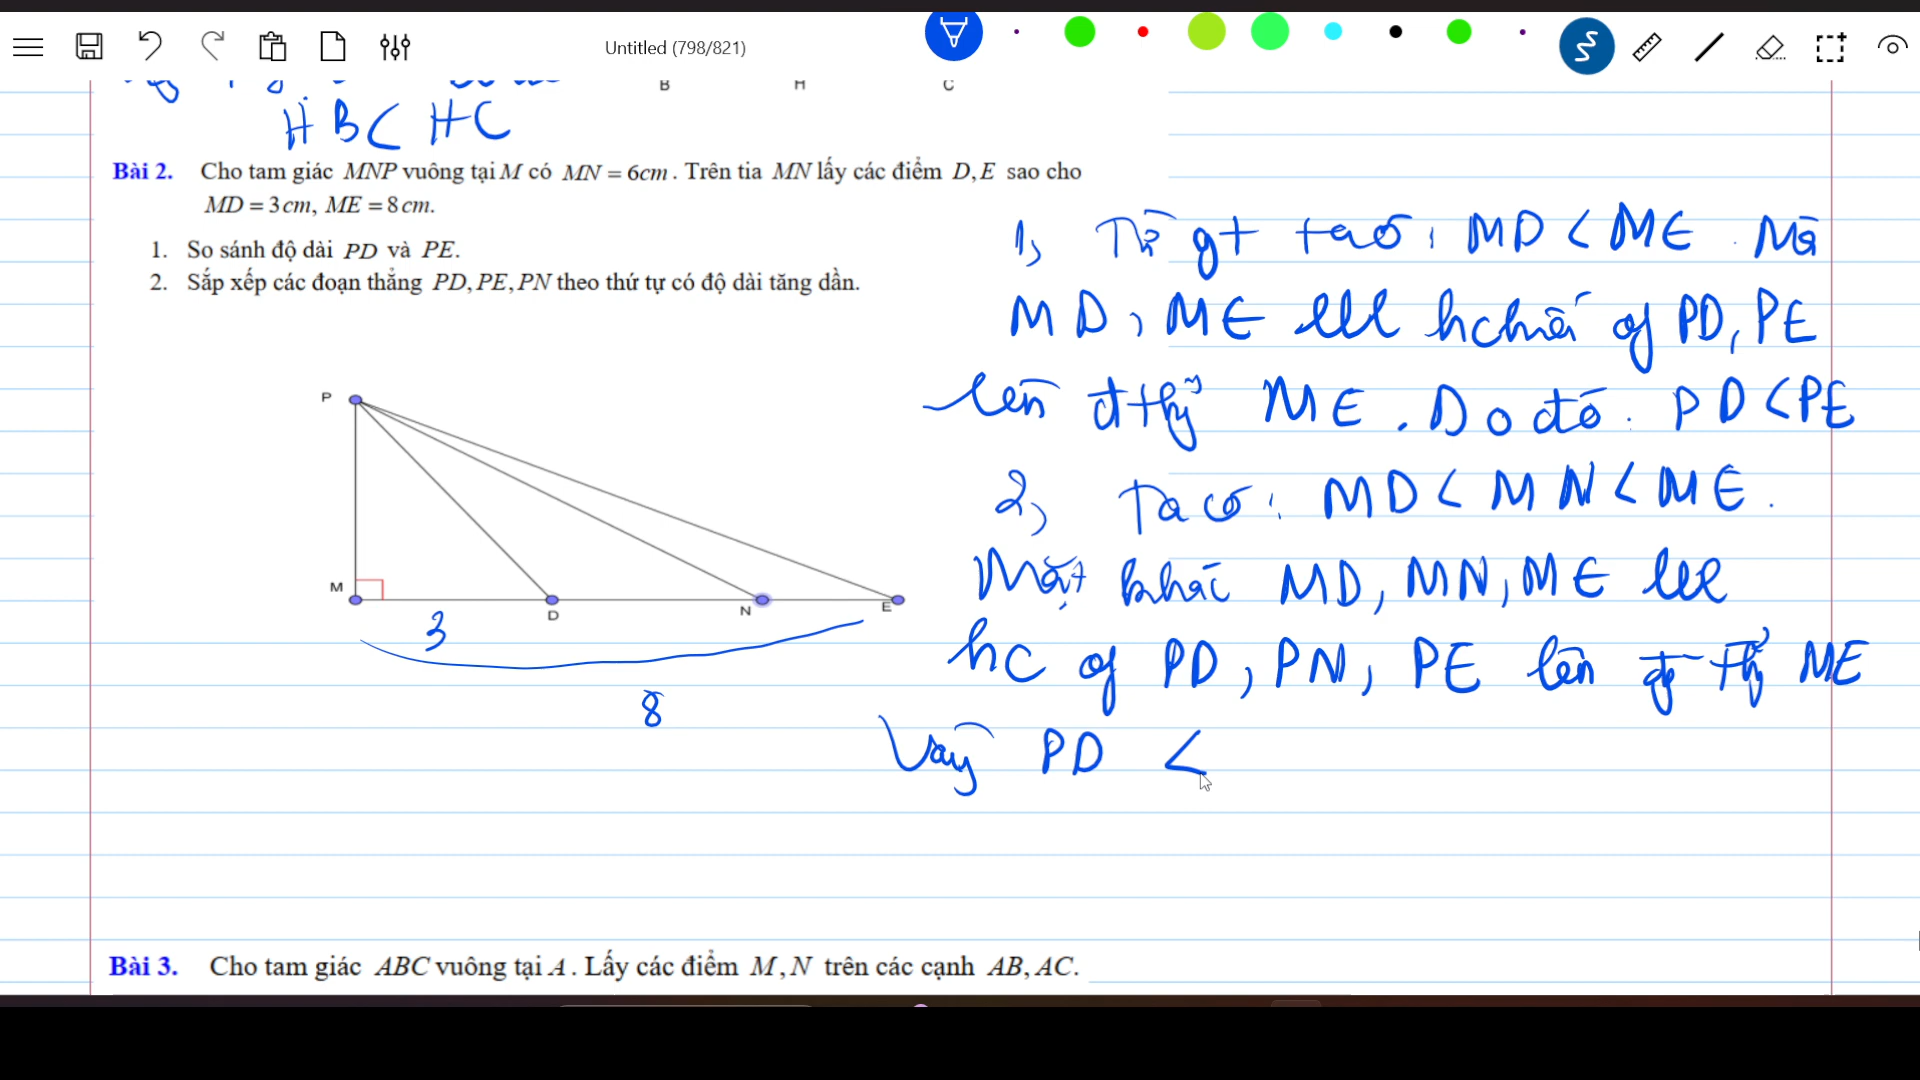 Untitled (798/821)
B H C
HB < HC
Bài 2. Cho tam giác MNP vuông tại M có MN = 6cm. Trên tia MN lấy các điểm D, E sao cho
MD = 3cm, ME = 8cm.
1. So sánh độ dài PD và PE.
2. Sắp xếp các đoạn thẳng PD, PE, PN theo thứ tự có độ dài tăng dần.
P
M
D
N
E
3
8
1, Từ gt ta có: MD < ME. Mà
MD, ME lll hchiếu of PD, PE
lên đthg ME. Do đó: PD < PE
2, Ta có: MD < MN < ME.
Mặt khác MD, MN, ME lll
hc of PD, PN, PE lên đg thg ME
Vậy PD <
Bài 3. Cho tam giác ABC vuông tại A. Lấy các điểm M, N trên các cạnh AB, AC.